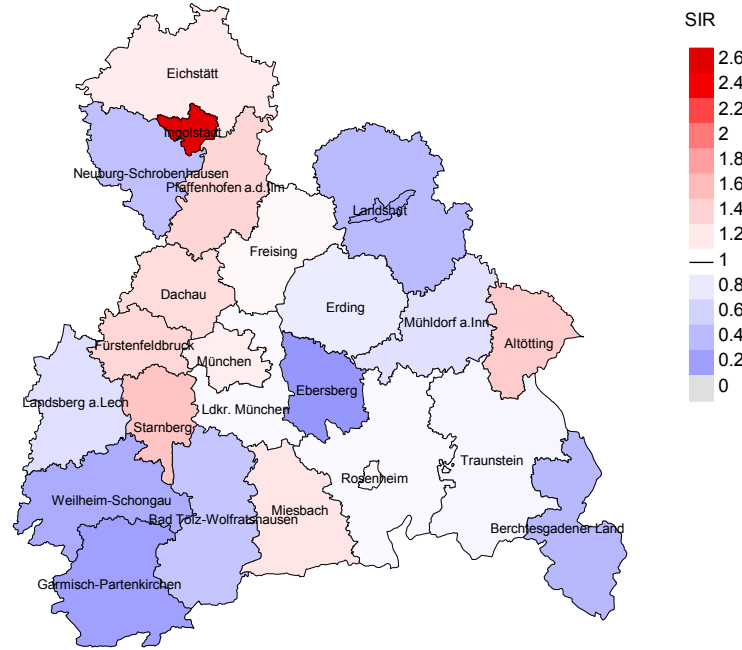 SIR
2.6
2.4
2.2
2
1.8
1.6
1.4
1.2
1
0.8
0.6
0.4
0.2
0
Eichstätt
Ingolstadt
Neuburg-Schrobenhausen
Pfaffenhofen a.d.Ilm
Landshut
Freising
Dachau
Erding
Mühldorf a.Inn
Altötting
Fürstenfeldbruck
München
Ebersberg
Landsberg a.Lech
Ldkr. München
Starnberg
Traunstein
Rosenheim
Weilheim-Schongau
Miesbach
Bad Tölz-Wolfratshausen
Berchtesgadener Land
Garmisch-Partenkirchen